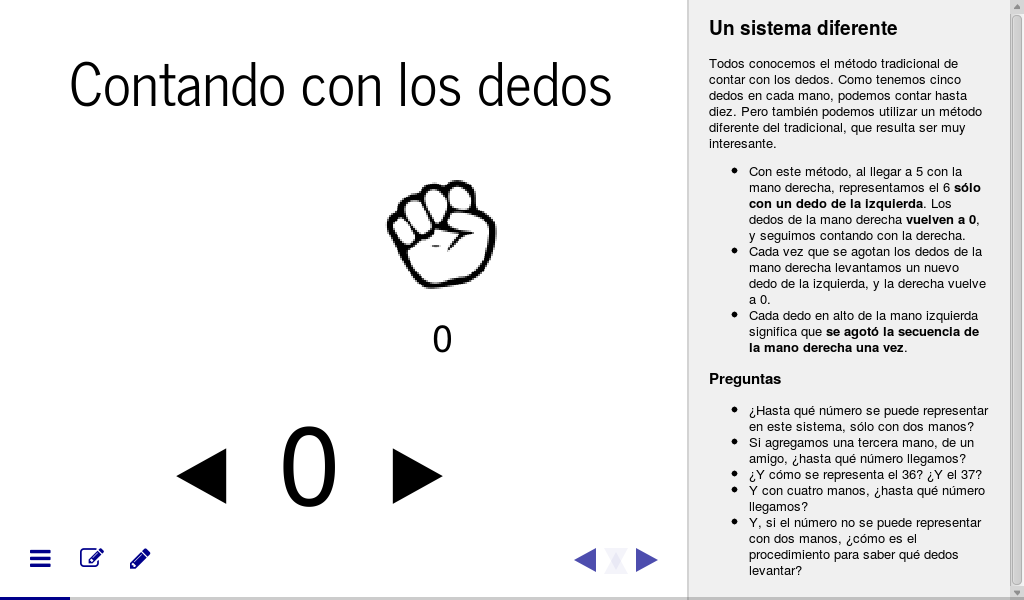 Contando con los dedos
0
0
Un sistema diferente
Todos conocemos el método tradicional de
contar con los dedos. Como tenemos cinco
dedos en cada mano, podemos contar hasta
diez. Pero también podemos utilizar un método
diferente del tradicional, que resulta ser muy
interesante.
Con este método, al llegar a 5 con la
mano derecha, representamos el 6 sólo
con un dedo de la izquierda. Los
dedos de la mano derecha vuelven a 0,
y seguimos contando con la derecha.
Cada vez que se agotan los dedos de la
mano derecha levantamos un nuevo
dedo de la izquierda, y la derecha vuelve
a 0.
Cada dedo en alto de la mano izquierda
significa que se agotó la secuencia de
la mano derecha una vez.
Preguntas
¿Hasta qué número se puede representar
en este sistema, sólo con dos manos?
Si agregamos una tercera mano, de un
amigo, ¿hasta qué número llegamos?
¿Y cómo se representa el 36? ¿Y el 37?
Y con cuatro manos, ¿hasta qué número
llegamos?
Y, si el número no se puede representar
con dos manos, ¿cómo es el
procedimiento para saber qué dedos
levantar?